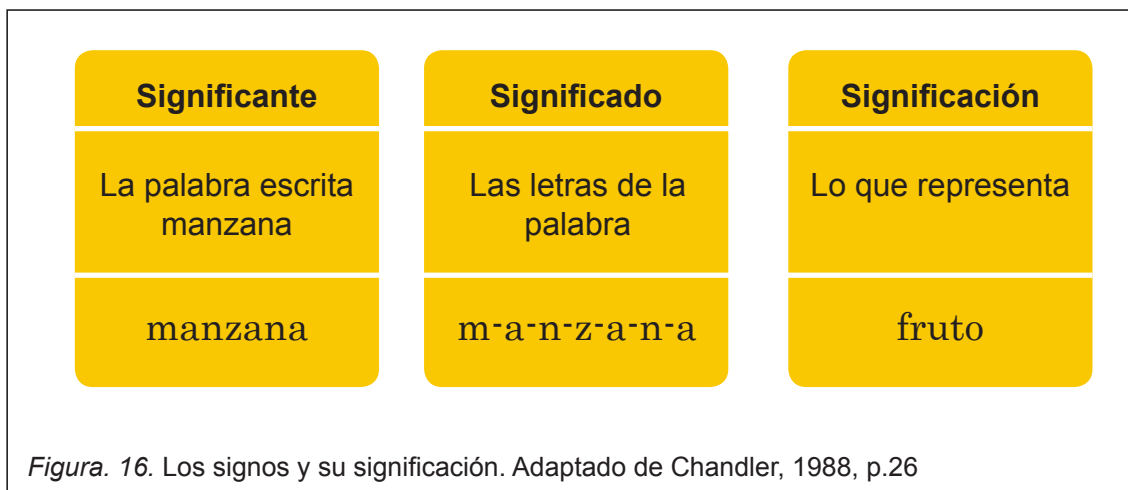 Significante
La palabra escrita
manzana
manzana
Significado
Las letras de la
palabra
m-a-n-z-a-n-a
Significación
Lo que representa
fruto
Figura. 16. Los signos y su significación. Adaptado de Chandler, 1988, p.26